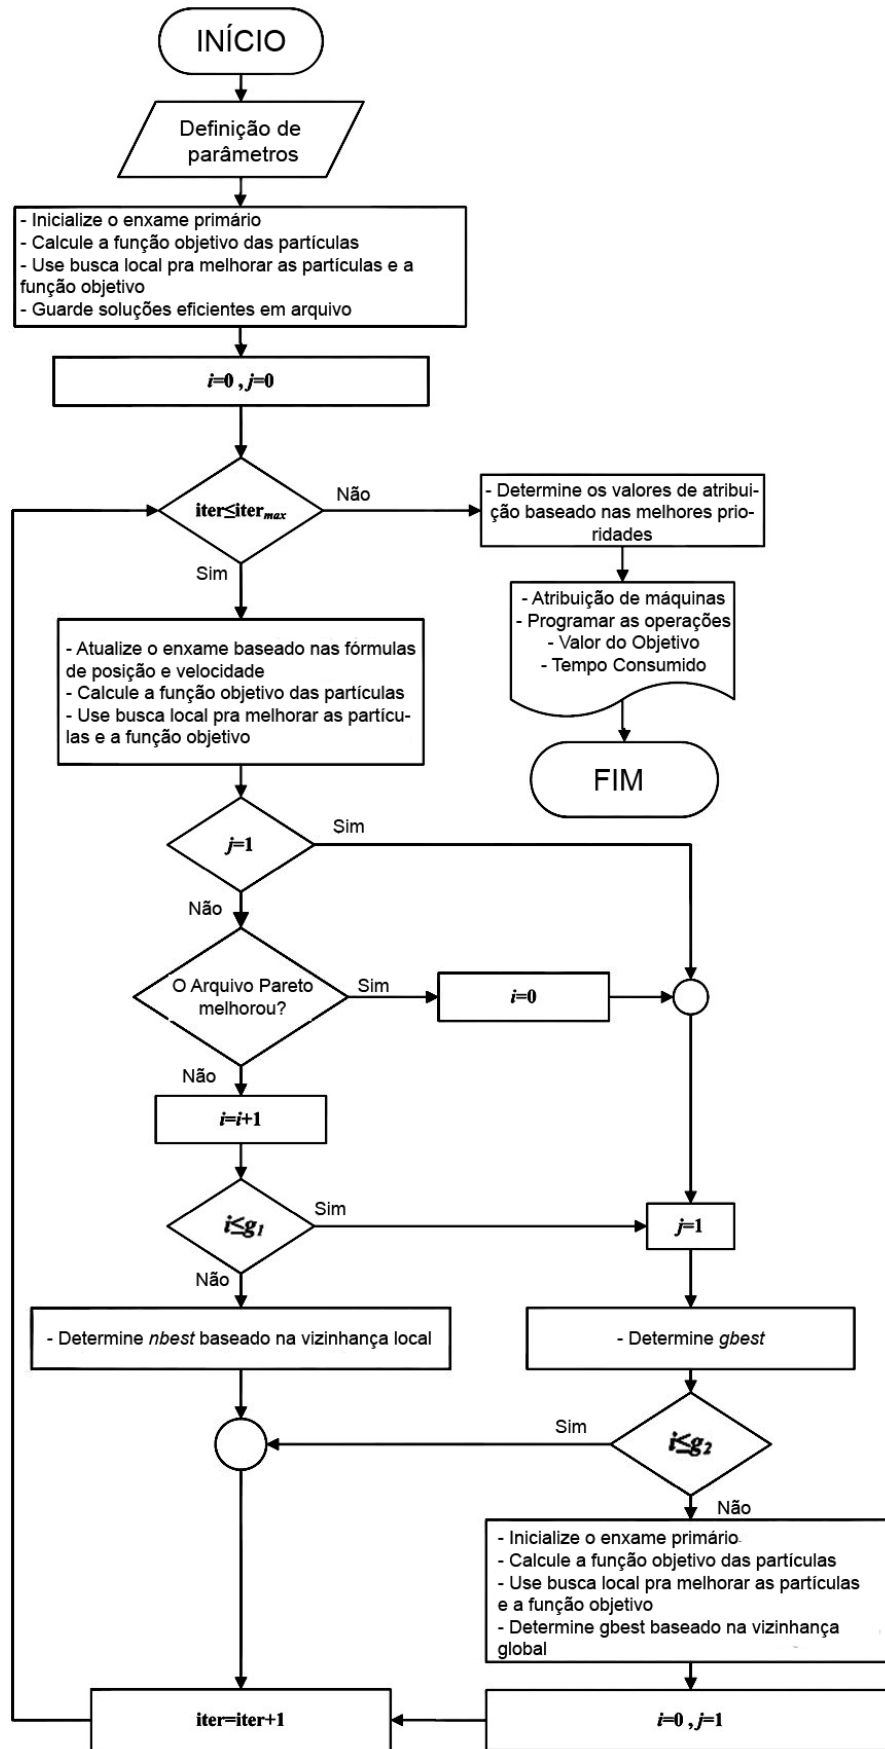 INÍCIO
Definição de
parâmetros
- Inicialize o enxame primário
- Calcule a função objetivo das partículas
- Use busca local pra melhorar as partículas e a
função objetivo
- Guarde soluções eficientes em arquivo
i=0 , j=0
iter≤iter_max
Não
Sim
- Determine os valores de atribui-
ção baseado nas melhores prio-
ridades
- Atribuição de máquinas
- Programar as operações
- Valor do Objetivo
- Tempo Consumido
FIM
- Atualize o enxame baseado nas fórmulas
de posição e velocidade
- Calcule a função objetivo das partículas
- Use busca local pra melhorar as partícu-
las e a função objetivo
j=1
Sim
Não
O Arquivo Pareto
melhorou?
Sim
i=0
Não
i=i+1
i≤g1
Sim
j=1
Não
- Determine nbest baseado na vizinhança local
- Determine gbest
i≤g2
Sim
Não
- Inicialize o enxame primário
- Calcule a função objetivo das partículas
- Use busca local pra melhorar as partículas
e a função objetivo
- Determine gbest baseado na vizinhança
global
iter=iter+1
i=0 , j=1